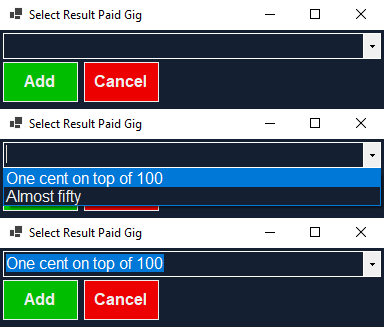 Select Result Paid Gig
Add Cancel
Select Result Paid Gig
One cent on top of 100
Almost fifty
Select Result Paid Gig
One cent on top of 100
Add Cancel